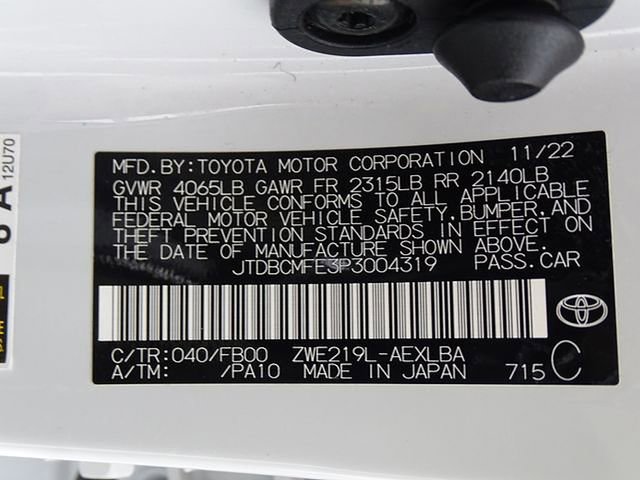 MFD.BY:TOYOTA MOTOR CORPORATION 11/22
GVWR 4065LB GAWR FR 2315LB RR 2140LB
THIS VEHICLE CONFORMS TO ALL APPLICABLE
FEDERAL MOTOR VEHICLE SAFETY,BUMPER,AND
THEFT PREVENTION STANDARDS IN EFFECT ON
THE DATE OF MANUFACTURE SHOWN ABOVE.
JTDBCMFE3P3004319 PASS.CAR
C/TR:040/FB00 ZWE219L-AEXLBA
A/TM: /PA10 MADE IN JAPAN 715 C
12U70
A